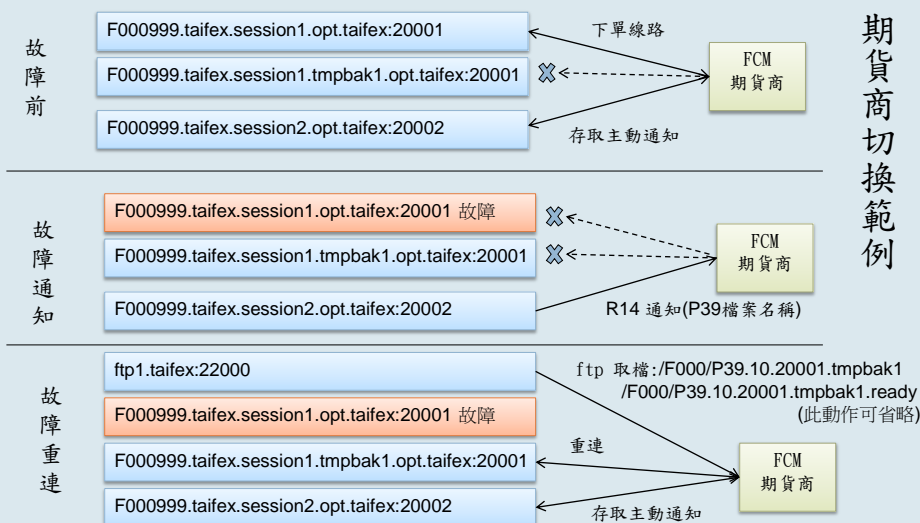 期貨商切換範例
故障前
F000999.taifex.session1.opt.taifex:20001
F000999.taifex.session1.tmpbak1.opt.taifex:20001
F000999.taifex.session2.opt.taifex:20002
下單線路
存取主動通知
FCM
期貨商
故障通知
F000999.taifex.session1.opt.taifex:20001 故障
F000999.taifex.session1.tmpbak1.opt.taifex:20001
F000999.taifex.session2.opt.taifex:20002
FCM
期貨商
R14 通知(P39檔案名稱)
故障重連
ftp1.taifex:22000
F000999.taifex.session1.opt.taifex:20001 故障
F000999.taifex.session1.tmpbak1.opt.taifex:20001
F000999.taifex.session2.opt.taifex:20002
ftp 取檔:/F000/P39.10.20001.tmpbak1
/F000/P39.10.20001.tmpbak1.ready
(此動作可省略)
重連
存取主動通知
FCM
期貨商